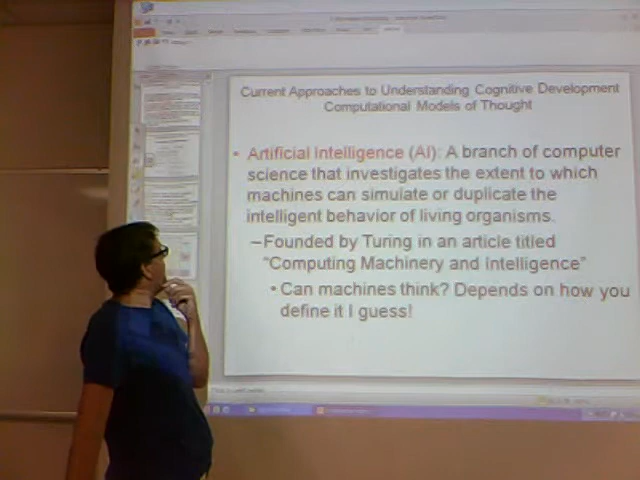 Current Approaches to Understanding Cognitive Development
Computational Models of Thought
• Artificial Intelligence (AI): A branch of computer
science that investigates the extent to which
machines can simulate or duplicate the
intelligent behavior of living organisms.
–Founded by Turing in an article titled
"Computing Machinery and Intelligence"
• Can machines think? Depends on how you
define it I guess!